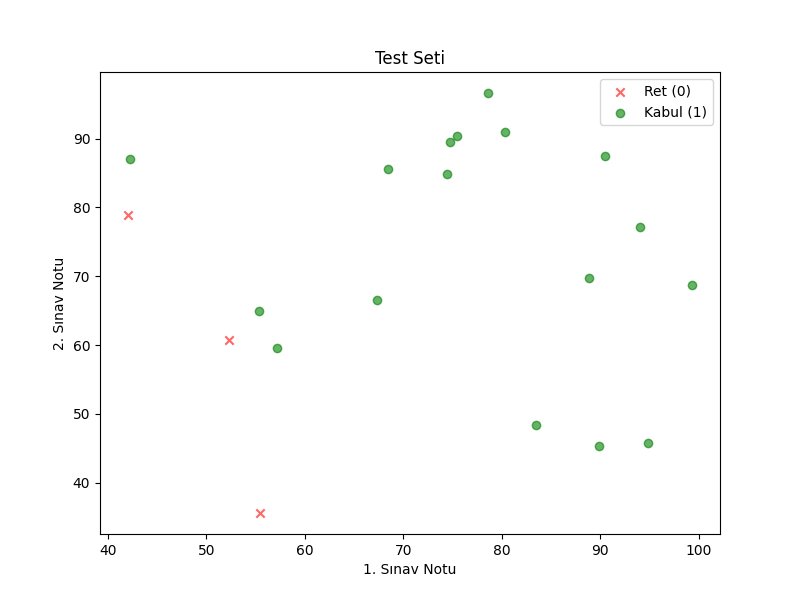 Test Seti
Ret (0)
Kabul (1)
2. Sınav Notu
90
80
70
60
50
40
40 50 60 70 80 90 100
1. Sınav Notu